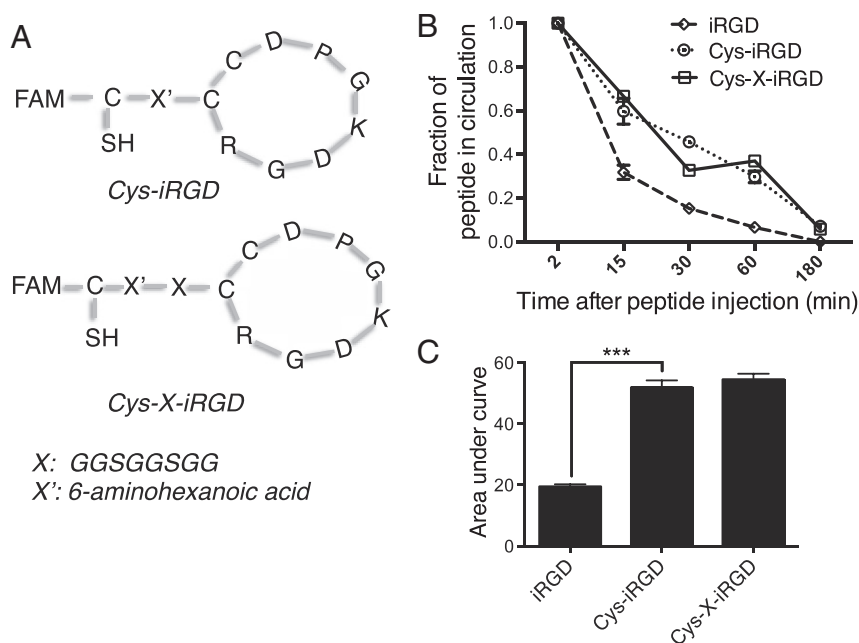 A
FAM C X' C C D P G K D G R
SH
Cys-iRGD
FAM C X' X C C D P G K D G R
SH
Cys-X-iRGD
X: GGSGGSGG
X': 6-aminohexanoic acid
B
iRGD
Cys-iRGD
Cys-X-iRGD
Fraction of
peptide in circulation
1.0
0.8
0.6
0.4
0.2
0.0
2 15 30 60 180
Time after peptide injection (min)
C
***
Area under curve
60
40
20
0
iRGD
Cys-iRGD
Cys-X-iRGD